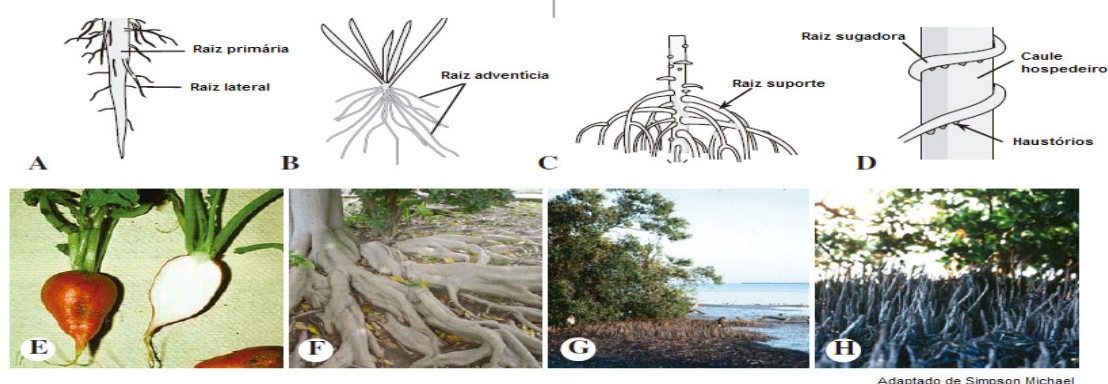 Raiz primária
Raiz lateral
A
Raiz adventícia
B
Raiz suporte
C
Raiz sugadora
Caule
hospedeiro
Haustórios
D
E
F
G
H
Adaptado de Simpson Michael